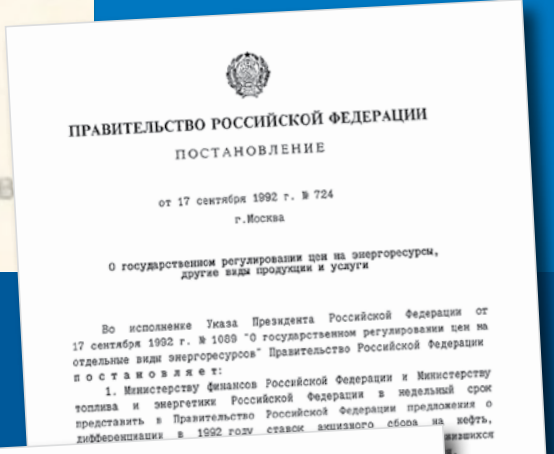 ПРАВИТЕЛЬСТВО РОССИЙСКОЙ ФЕДЕРАЦИИ
ПОСТАНОВЛЕНИЕ
от 17 сентября 1992 г. № 724
г.Москва
О государственном регулировании цен на энергоресурсы,
другие виды продукции и услуги
Во исполнение Указа Президента Российской Федерации от
17 сентября 1992 г. № 1089 "О государственном регулировании цен на
отдельные виды энергоресурсов" Правительство Российской Федерации
п о с т а н о в л я е т:
1. Министерству финансов Российской Федерации и Министерству
топлива и энергетики Российской Федерации в недельный срок
представить в Правительство Российской Федерации предложения о
дифференциации в 1992 году ставок акцизного сбора на нефть,